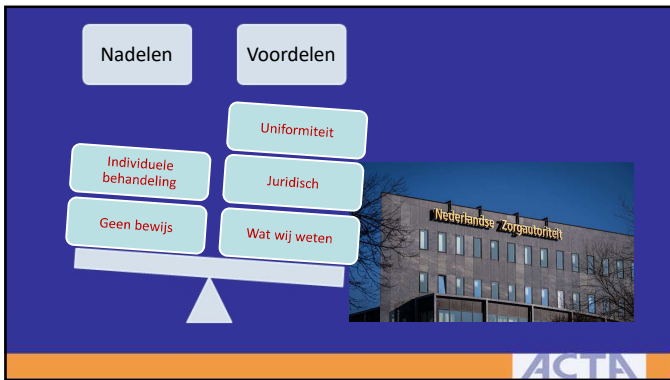 Nadelen
Voordelen
Uniformiteit
Individuele
behandeling
Juridisch
Geen bewijs
Wat wij weten
Nederlandse Zorgautoriteit
ACTA